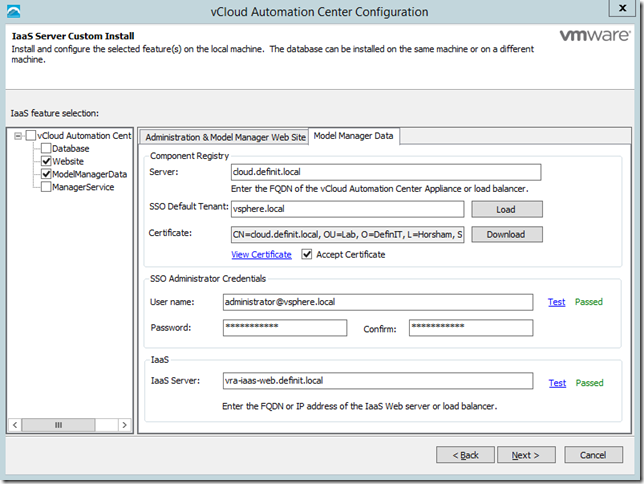 vCloud Automation Center Configuration
x
IaaS Server Custom Install
Install and configure the selected feature(s) on the local machine. The database can be installed on the same machine or on a different
machine.
vmware
IaaS feature selection:
vCloud Automation Cent
Database
Website
ModelManagerData
ManagerService
Administration & Model Manager Web Site
Model Manager Data
Component Registry
Server:
cloud.definit.local
Enter the FQDN of the vCloud Automation Center Appliance or load balancer.
SSO Default Tenant:
vsphere.local
Load
Certificate:
CN=cloud.definit.local, OU=Lab, O=DefinIT, L=Horsham, S
Download
View Certificate
Accept Certificate
SSO Administrator Credentials
User name:
administrator@vsphere.local
Test
Passed
Password:
***********
Confirm:
***********
IaaS
IaaS Server:
vra-iaas-web.definit.local
Test
Passed
Enter the FQDN or IP address of the IaaS Web server or load balancer.
< Back
Next >
Cancel